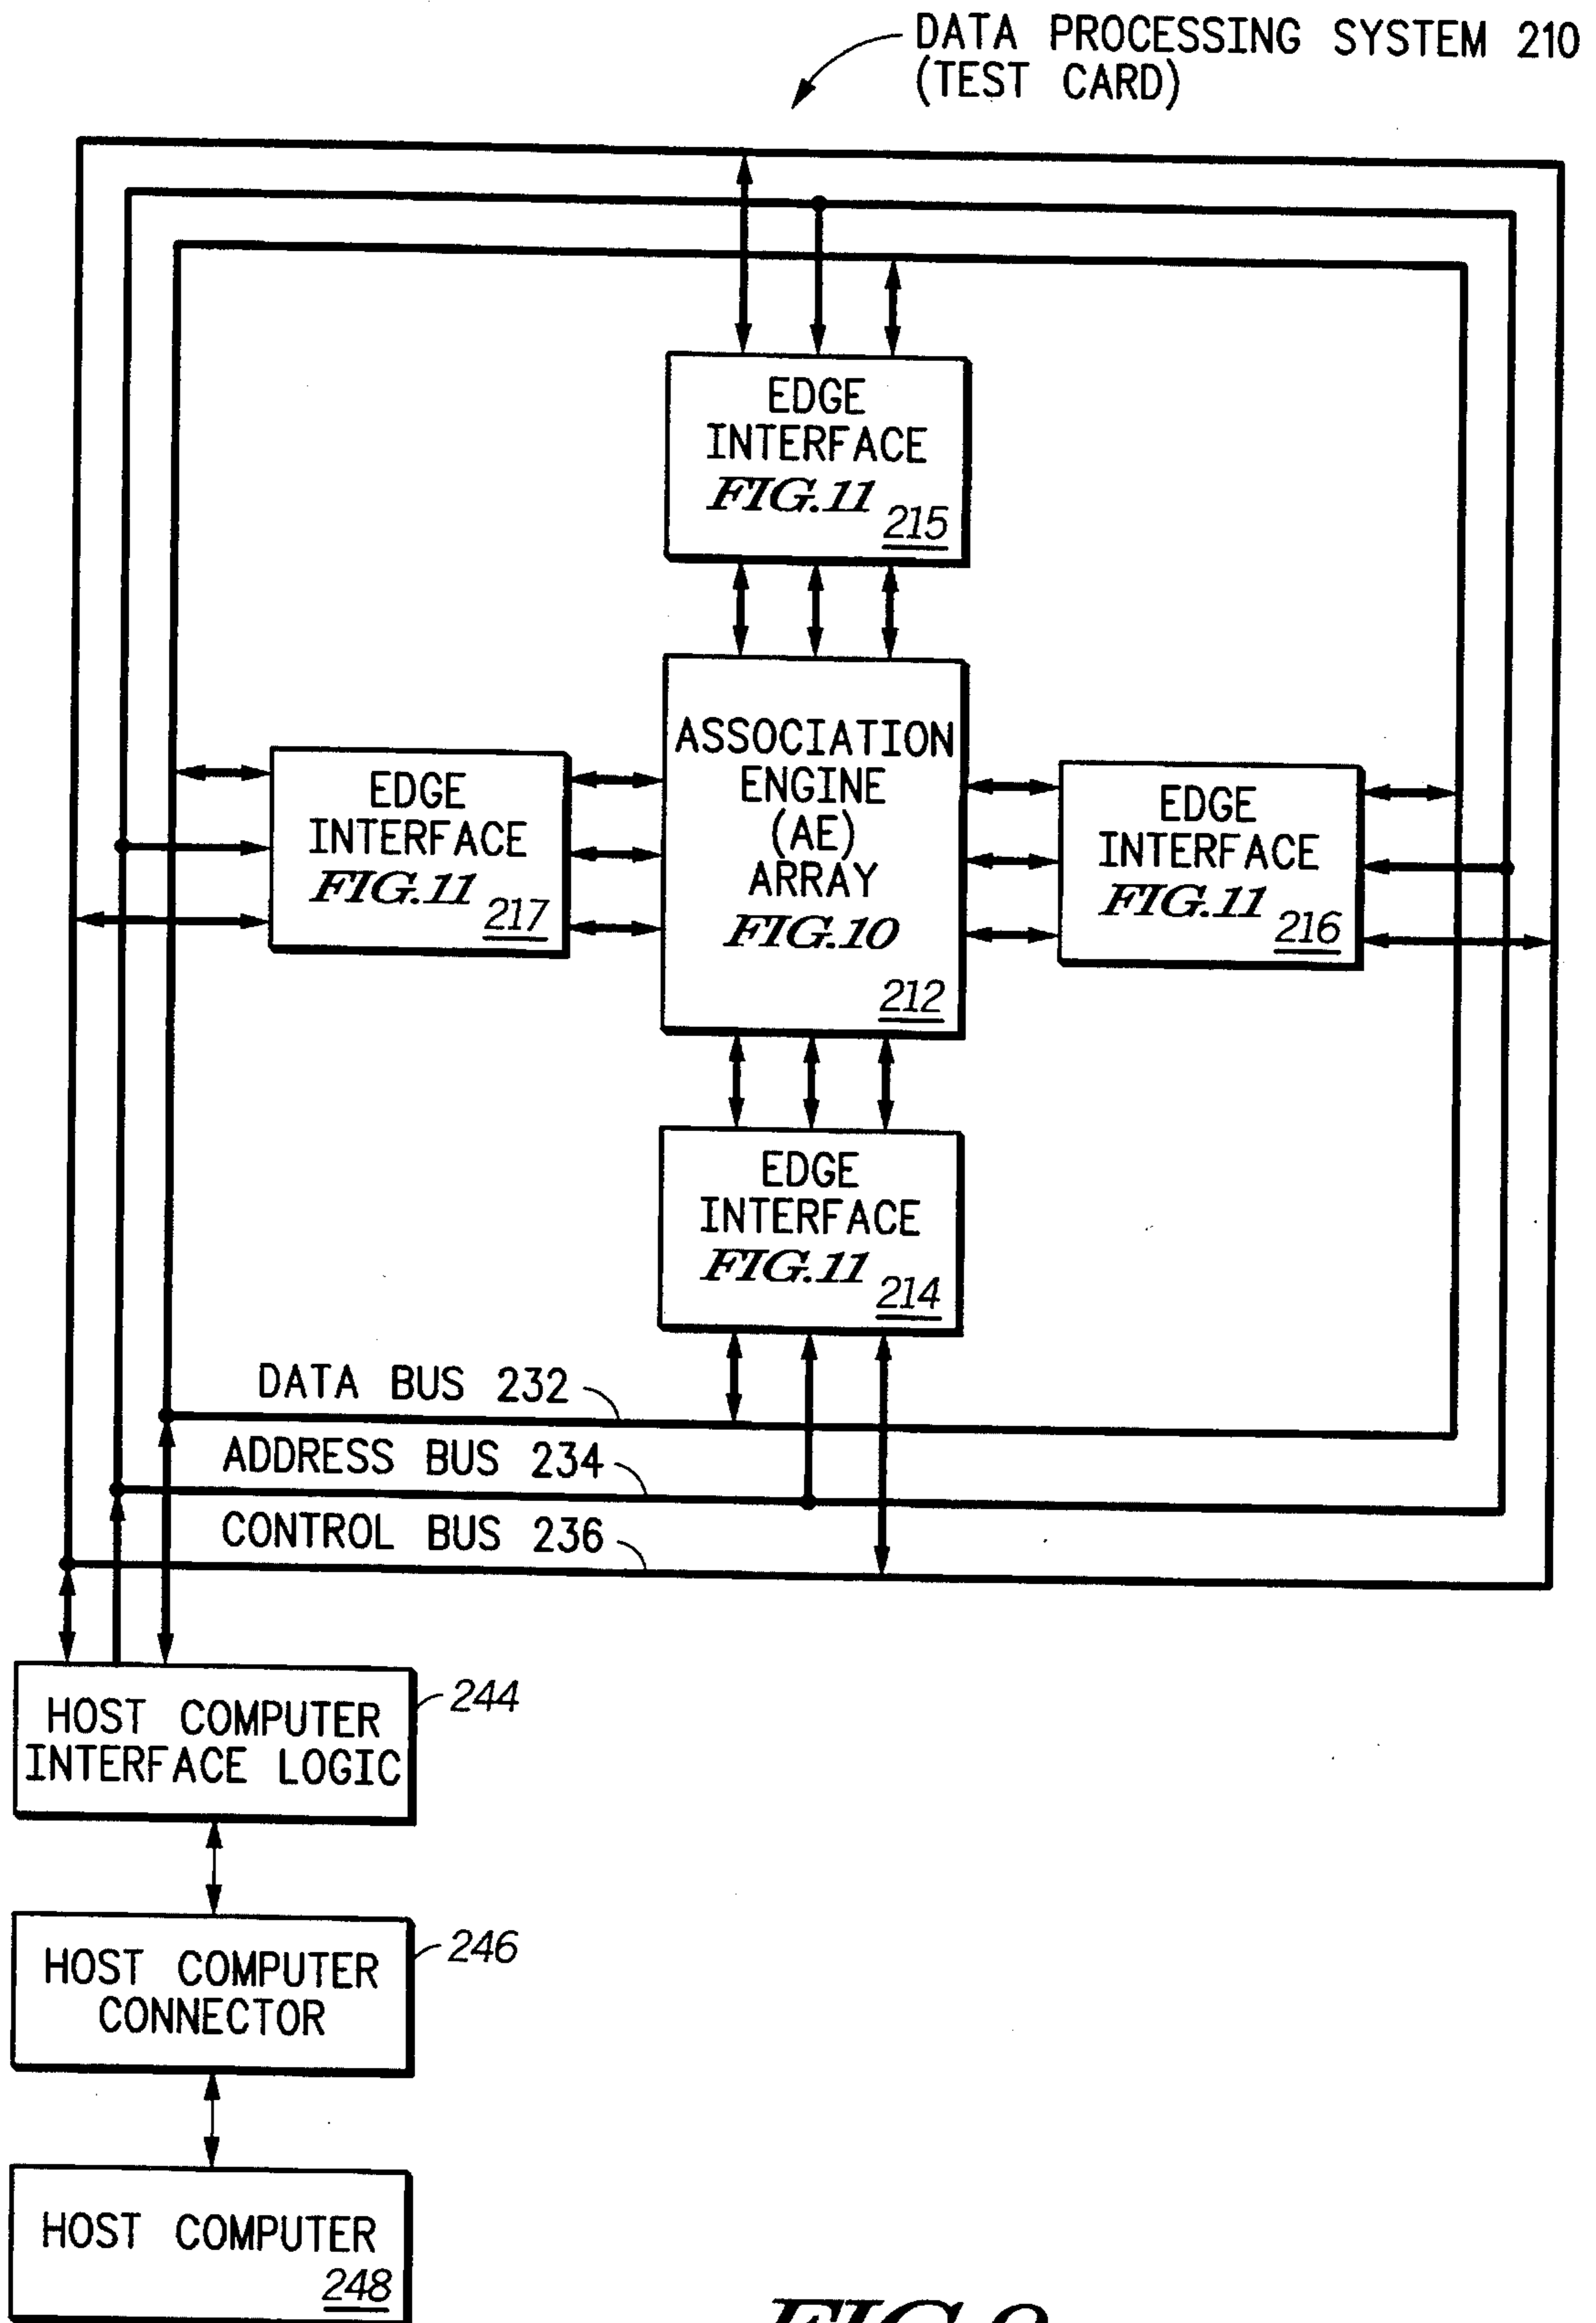 DATA PROCESSING SYSTEM 210
(TEST CARD)
EDGE
INTERFACE
FIG.11
215
ASSOCIATION
ENGINE
(AE)
ARRAY
FIG.10
212
EDGE
INTERFACE
FIG.11
217
EDGE
INTERFACE
FIG.11
216
EDGE
INTERFACE
FIG.11
214
DATA BUS 232
ADDRESS BUS 234
CONTROL BUS 236
HOST COMPUTER
INTERFACE LOGIC
244
HOST COMPUTER
CONNECTOR
246
HOST COMPUTER
248